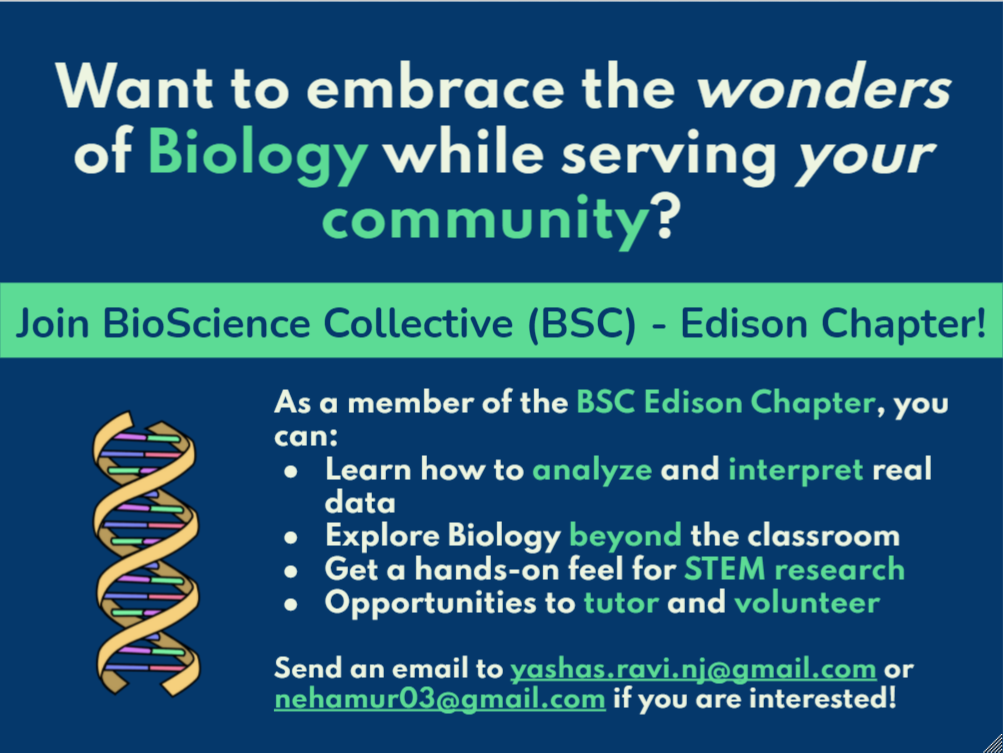 Want to embrace the wonders
of Biology while serving your
community?
Join BioScience Collective (BSC) - Edison Chapter!
As a member of the BSC Edison Chapter, you
can:
● Learn how to analyze and interpret real
data
● Explore Biology beyond the classroom
● Get a hands-on feel for STEM research
● Opportunities to tutor and volunteer
Send an email to yashas.ravi.nj@gmail.com or
nehamur03@gmail.com if you are interested!